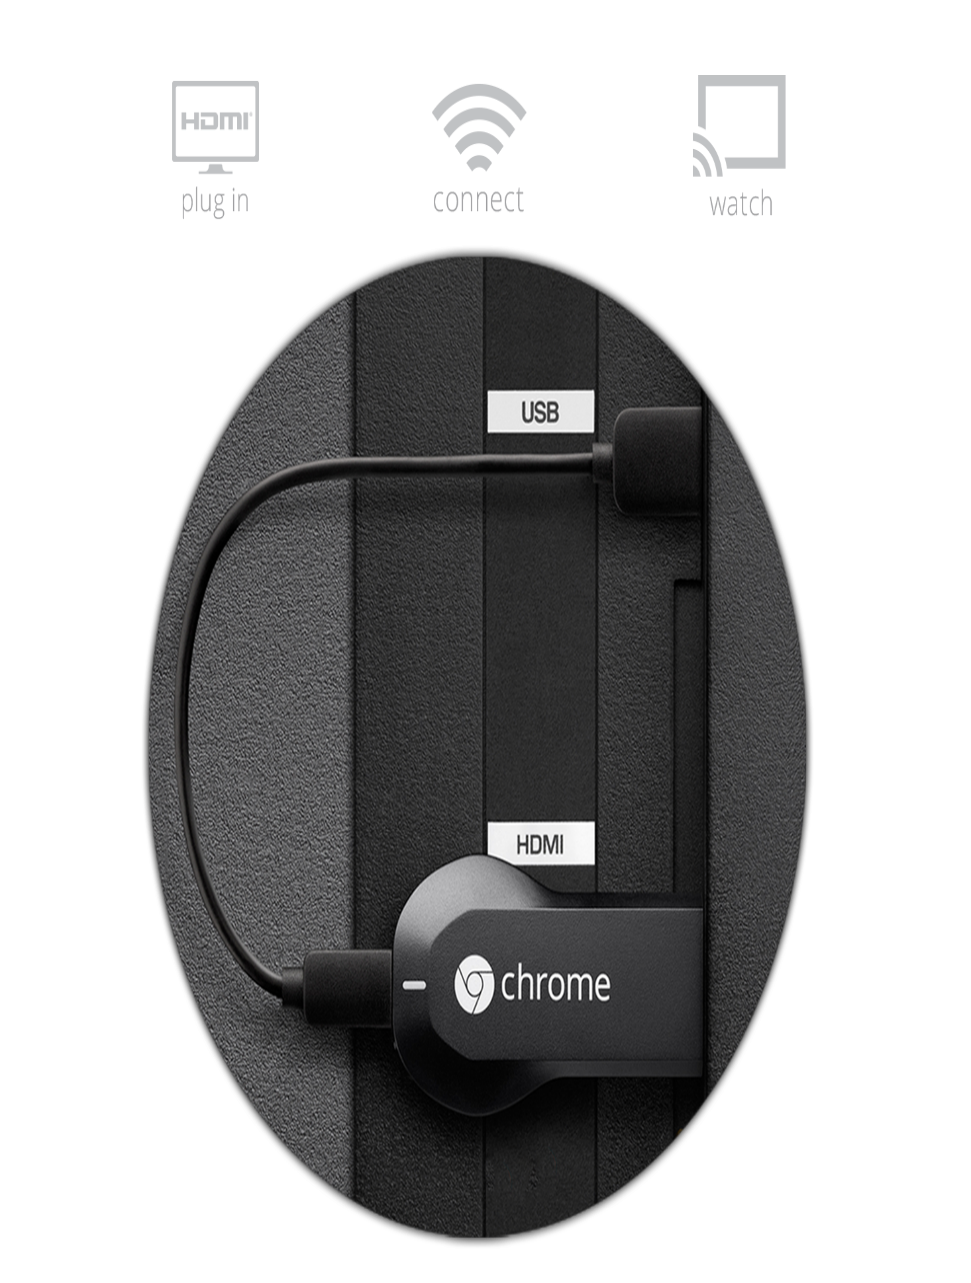 HDMI
plug in
connect
watch
USB
HDMI
chrome